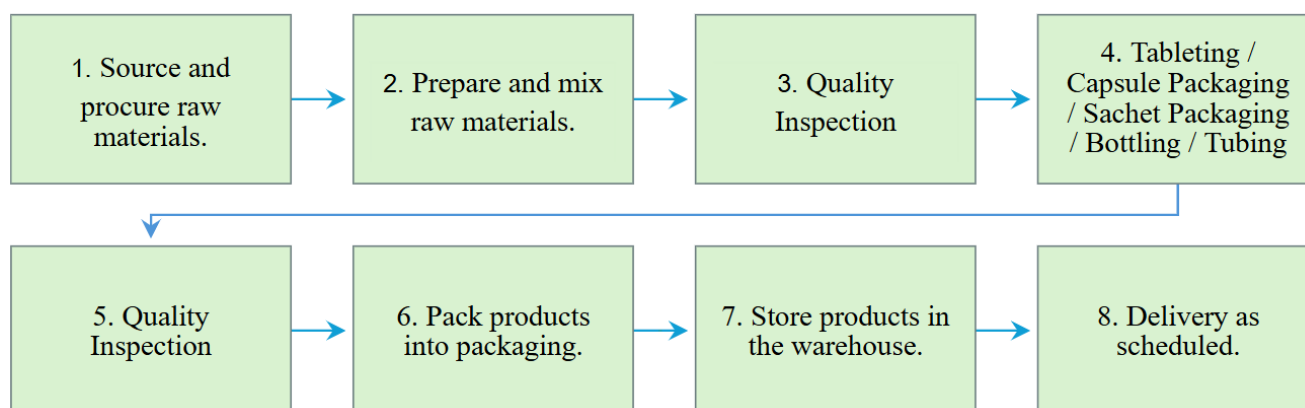 1. Source and
procure raw
materials.
2. Prepare and mix
raw materials.
3. Quality
Inspection
4. Tableting /
Capsule Packaging
/ Sachet Packaging
/ Bottling / Tubing
5. Quality
Inspection
6. Pack products
into packaging.
7. Store products in
the warehouse.
8. Delivery as
scheduled.